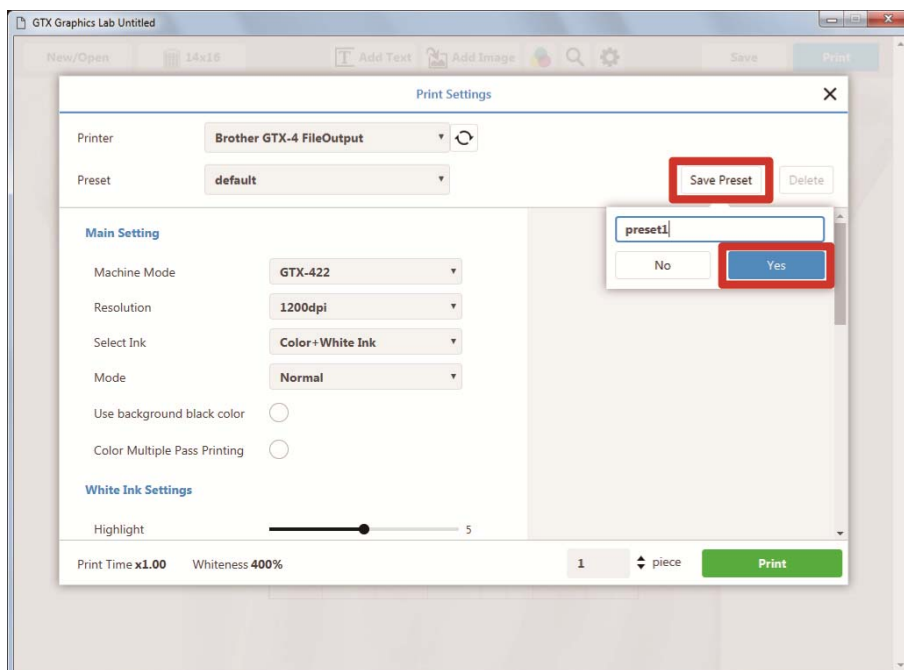 GTX Graphics Lab Untitled
New/Open 14x16 Add Text Add Image Save Print
Print Settings
Printer Brother GTX-4 FileOutput
Preset default Save Preset Delete
preset1
No Yes
Main Setting
Machine Mode GTX-422
Resolution 1200dpi
Select Ink Color+White Ink
Mode Normal
Use background black color
Color Multiple Pass Printing
White Ink Settings
Highlight 5
Print Time x1.00 Whiteness 400% 1 piece Print